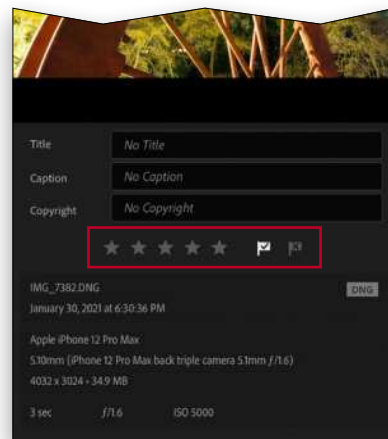 Title No Title
Caption No Caption
Copyright No Copyright
IMG_7382.DNG DNG
January 30, 2021 at 6:30:36 PM
Apple iPhone 12 Pro Max
5.10mm (iPhone 12 Pro Max back triple camera 5.1mm ƒ/1.6)
4032 x 3024 • 34.9 MB
3 sec ƒ/1.6 ISO 5000